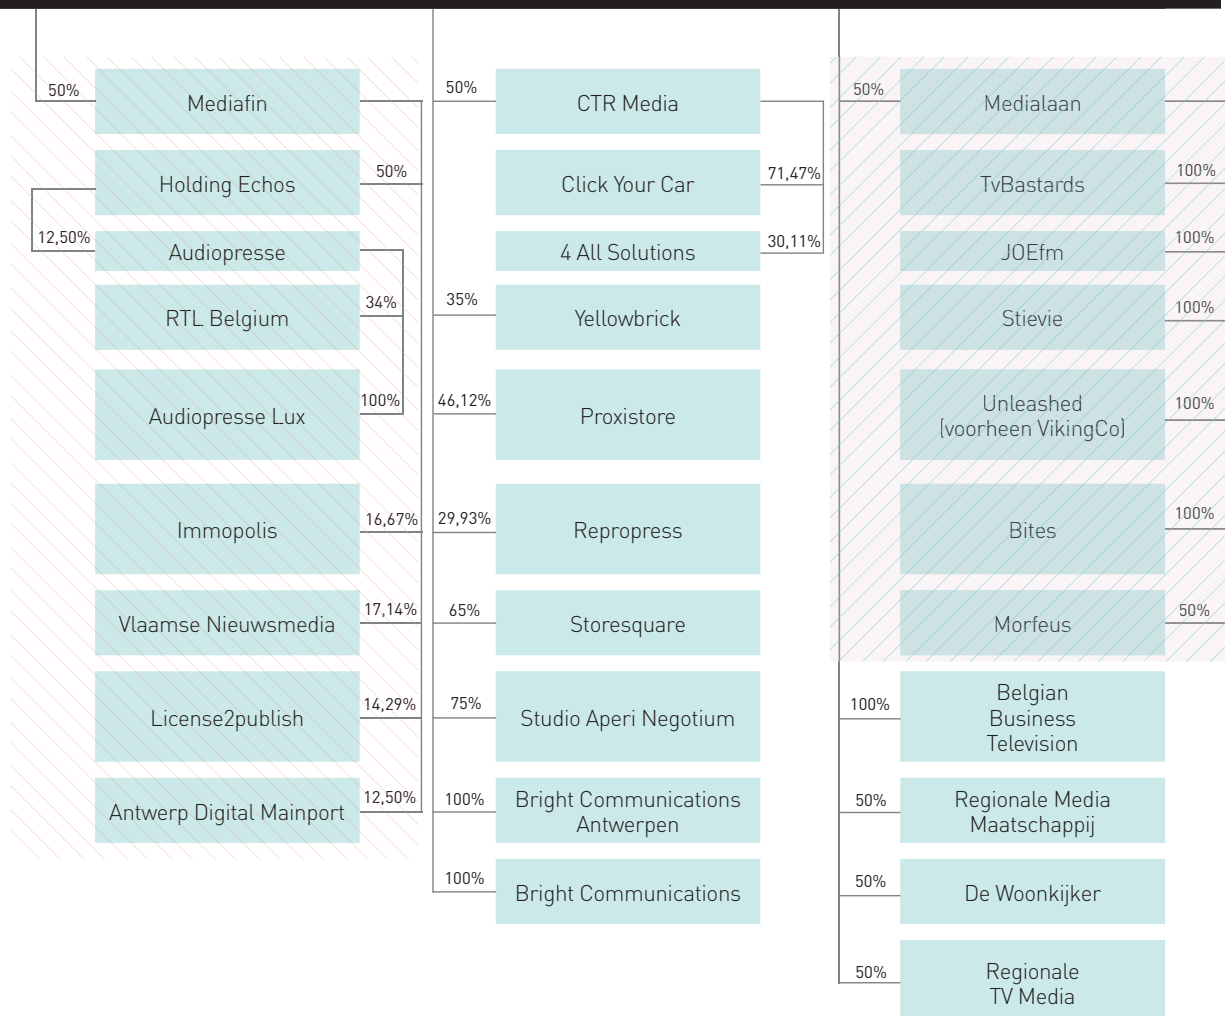 50%
Mediafin
Holding Echos
50%
12,50%
Audiopresse
34%
RTL Belgium
100%
Audiopresse Lux
Immopolis
16,67%
Vlaamse Nieuwsmedia
17,14%
License2publish
14,29%
Antwerp Digital Mainport
12,50%
50%
CTR Media
Click Your Car
71,47%
4 All Solutions
30,11%
35%
Yellowbrick
46,12%
Proxistore
29,93%
Repropress
65%
Storesquare
75%
Studio Aperi Negotium
100%
Bright Communications
Antwerpen
100%
Bright Communications
50%
Medialaan
TvBastards
100%
JOEfm
100%
Stievie
100%
Unleashed
(voorheen VikingCo)
100%
Bites
100%
Morfeus
50%
100%
Belgian
Business
Television
50%
Regionale Media
Maatschappij
50%
De Woonkijker
50%
Regionale
TV Media